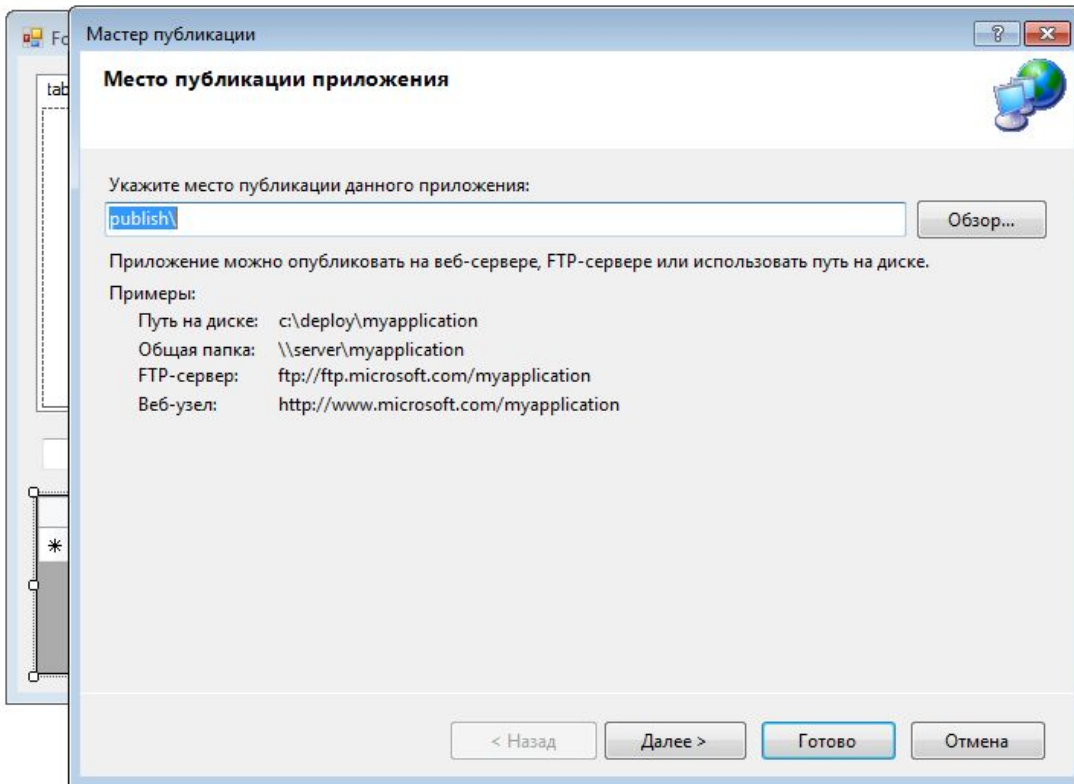 Fo
Мастер публикации
tab
Место публикации приложения
Укажите место публикации данного приложения:
publish\
Обзор...
Приложение можно опубликовать на веб-сервере, FTP-сервере или использовать путь на диске.
Примеры:
Путь на диске: c:\deploy\myapplication
Общая папка: \\server\myapplication
FTP-сервер: ftp://ftp.microsoft.com/myapplication
Веб-узел: http://www.microsoft.com/myapplication
< Назад Далее > Готово Отмена